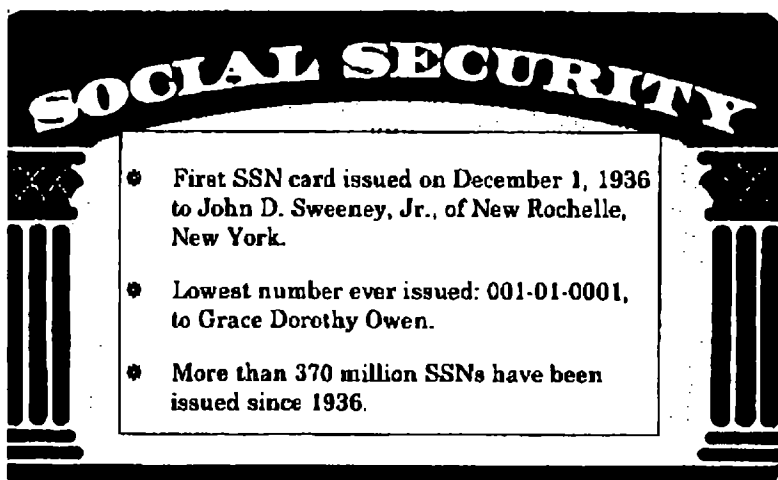 SOCIAL SECURITY
First SSN card issued on December 1, 1936
to John D. Sweeney, Jr., of New Rochelle,
New York.
Lowest number ever issued: 001-01-0001,
to Grace Dorothy Owen.
More than 370 million SSNs have been
issued since 1936.